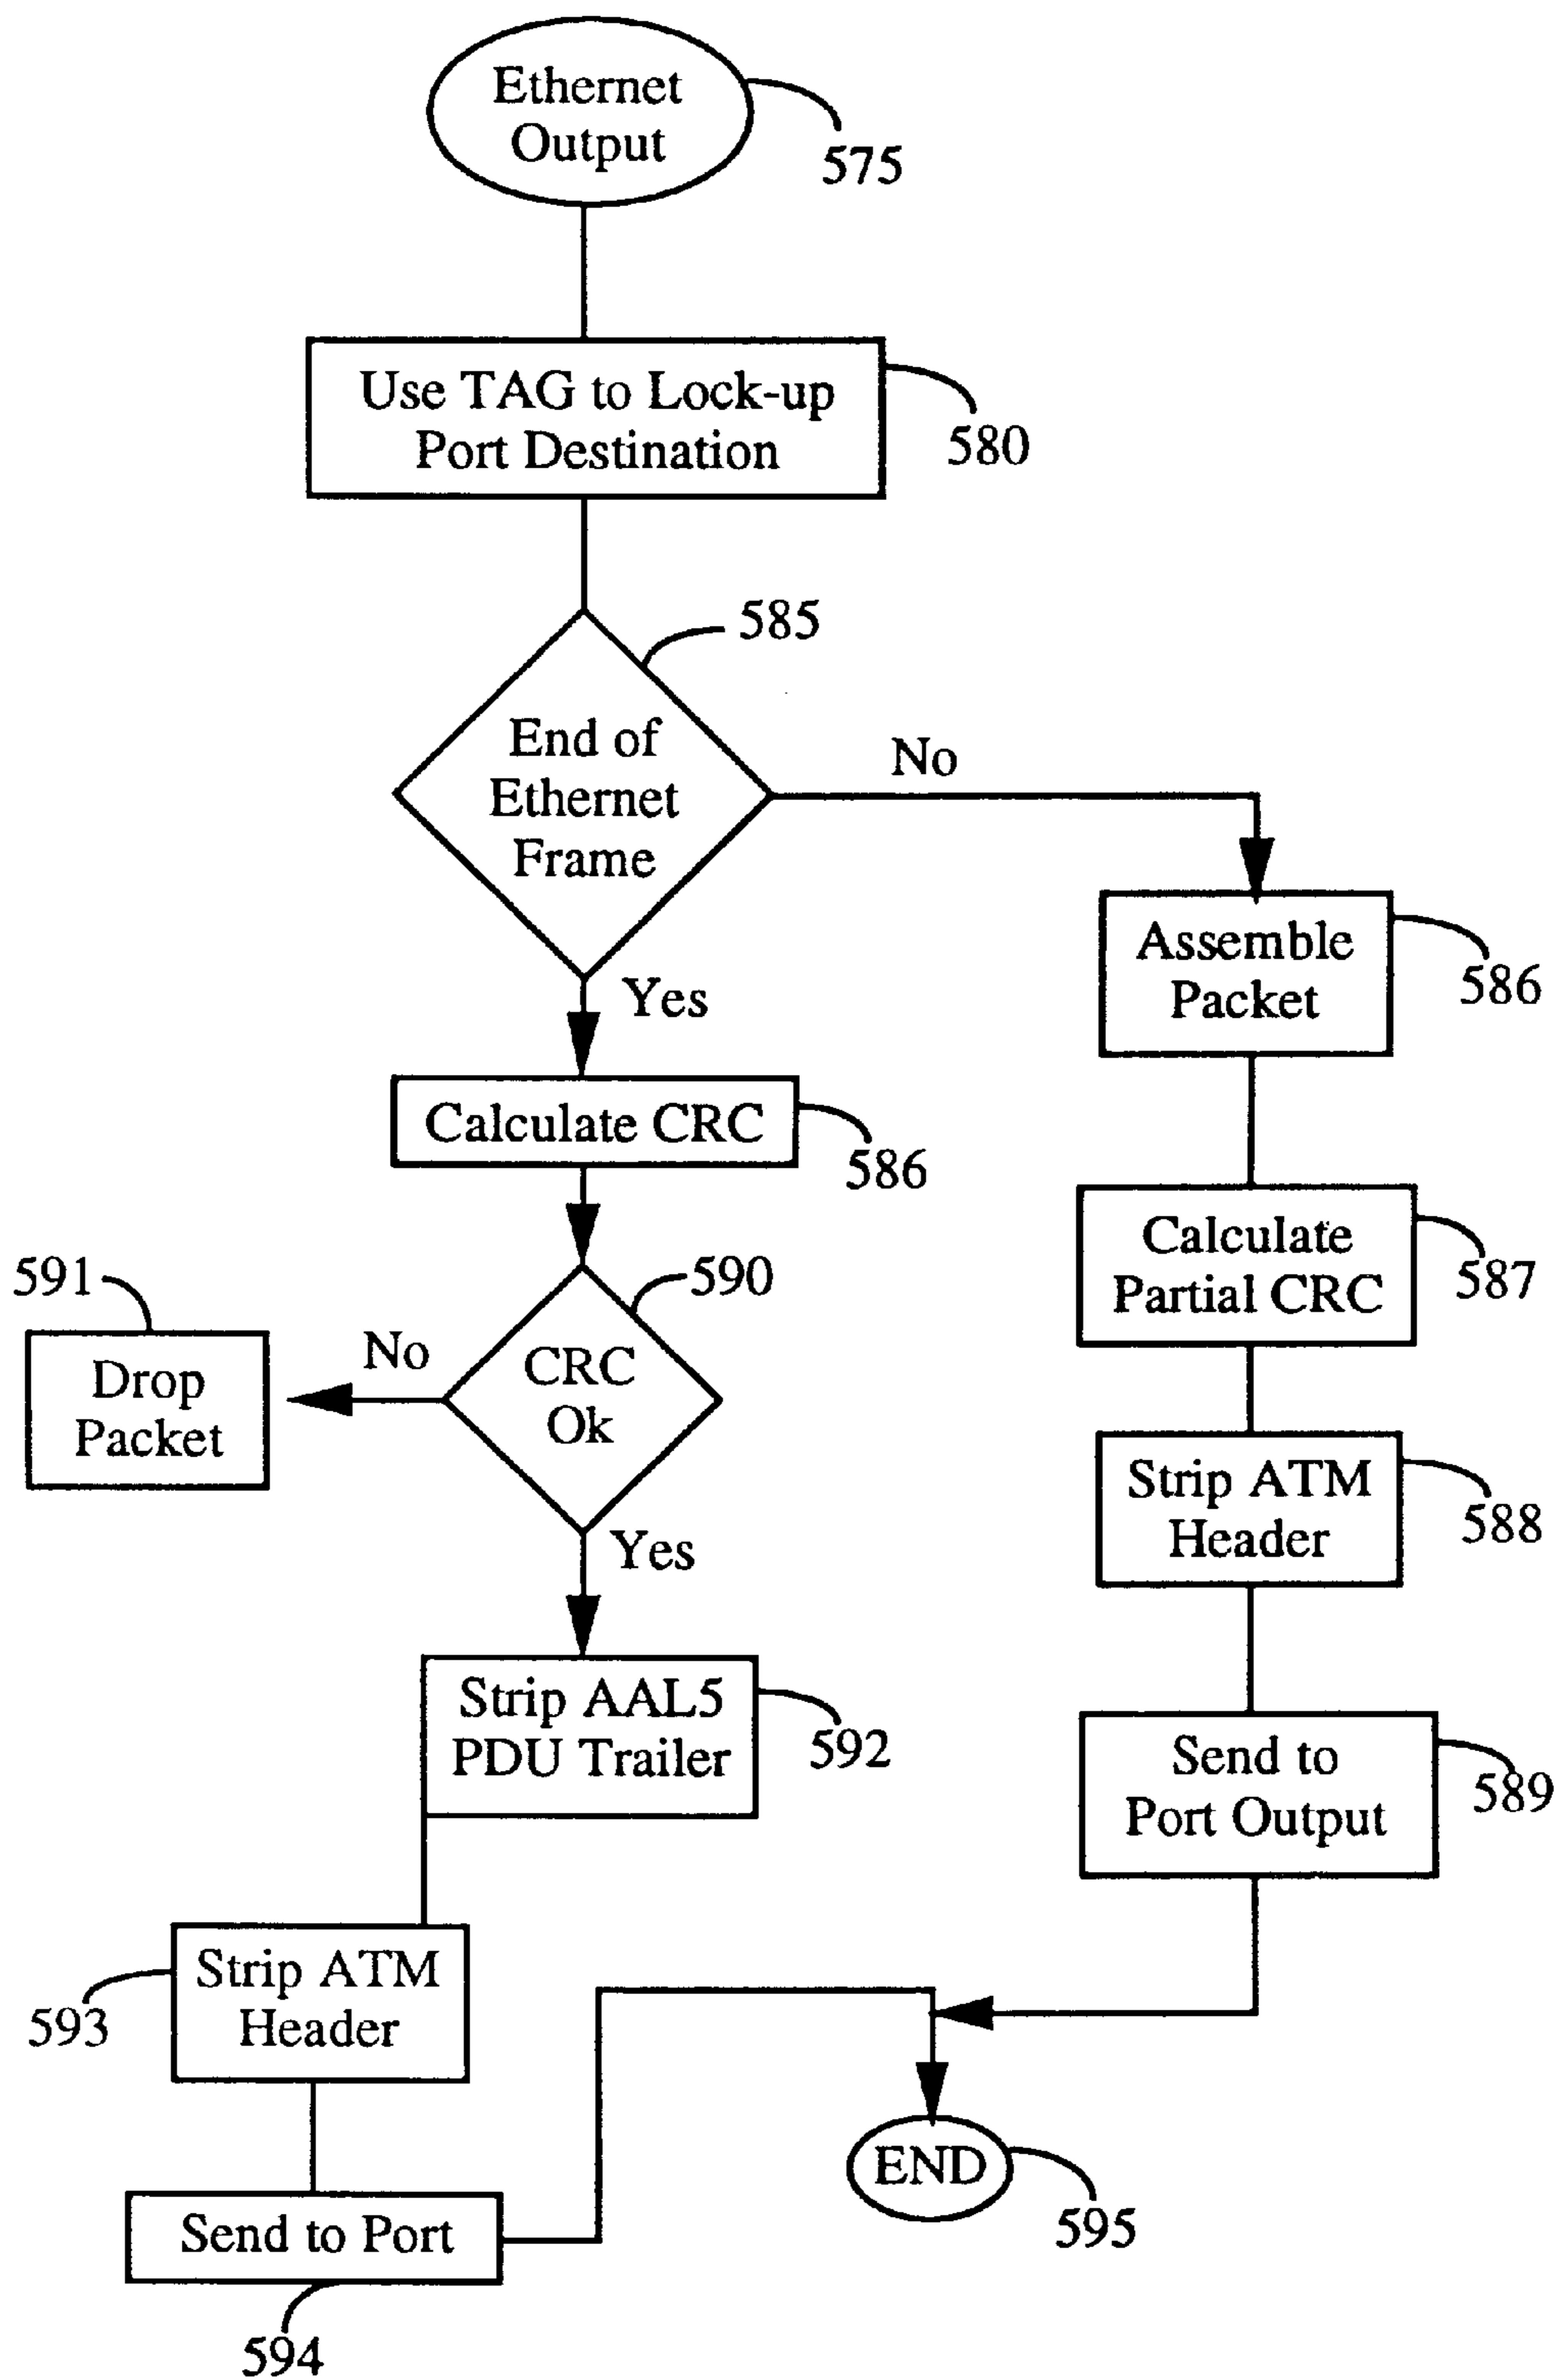 Ethernet
Output
575
Use TAG to Lock-up
Port Destination
580
585
End of
Ethernet
Frame
No
Yes
Assemble
Packet
586
Calculate CRC
586
Calculate
Partial CRC
587
590
CRC
Ok
No
591
Drop
Packet
Yes
Strip ATM
Header
588
Strip AAL5
PDU Trailer
592
Send to
Port Output
589
Strip ATM
Header
593
Send to Port
594
END
595